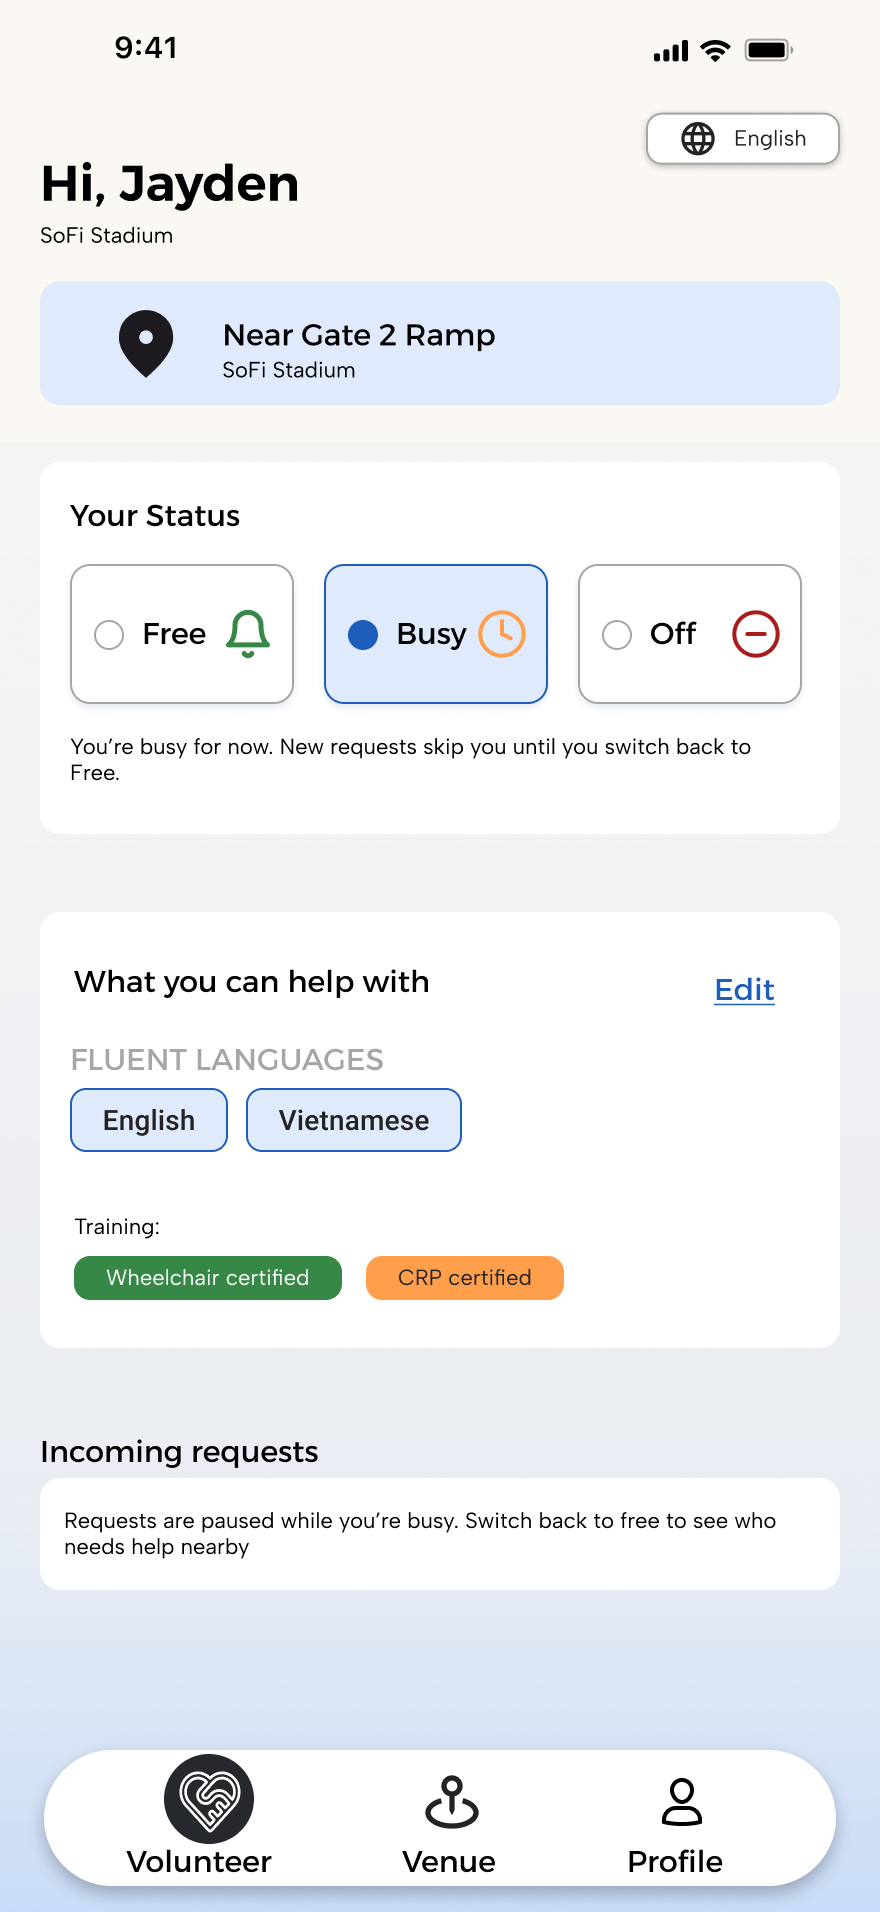 9:41
English
Hi, Jayden
SoFi Stadium
Near Gate 2 Ramp
SoFi Stadium
Your Status
Free
Busy
Off
You’re busy for now. New requests skip you until you switch back to
Free.
What you can help with
Edit
FLUENT LANGUAGES
English
Vietnamese
Training:
Wheelchair certified
CRP certified
Incoming requests
Requests are paused while you’re busy. Switch back to free to see who
needs help nearby
Volunteer
Venue
Profile